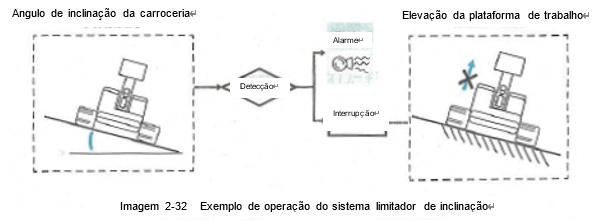 Angulo de inclinação da carroceria
Elevação da plataforma de trabalho
Alarme
Detecção
Interrupção
Imagem 2-32 Exemplo de operação do sistema limitador de inclinação